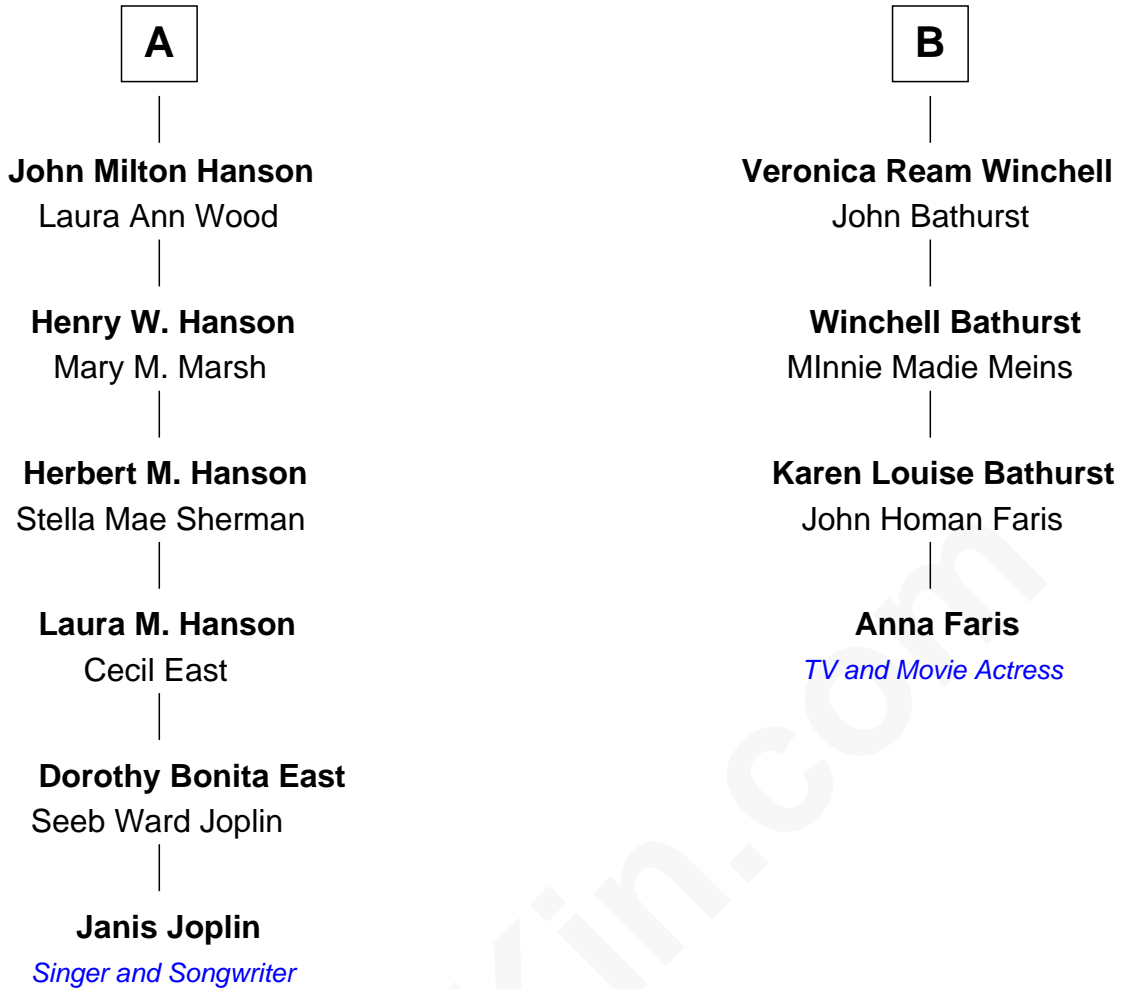 A
John Milton Hanson
Laura Ann Wood
Henry W. Hanson
Mary M. Marsh
Herbert M. Hanson
Stella Mae Sherman
Laura M. Hanson
Cecil East
Dorothy Bonita East
Seeb Ward Joplin
Janis Joplin
Singer and Songwriter
B
Veronica Ream Winchell
John Bathurst
Winchell Bathurst
MInnie Madie Meins
Karen Louise Bathurst
John Homan Faris
Anna Faris
TV and Movie Actress
Kin.com